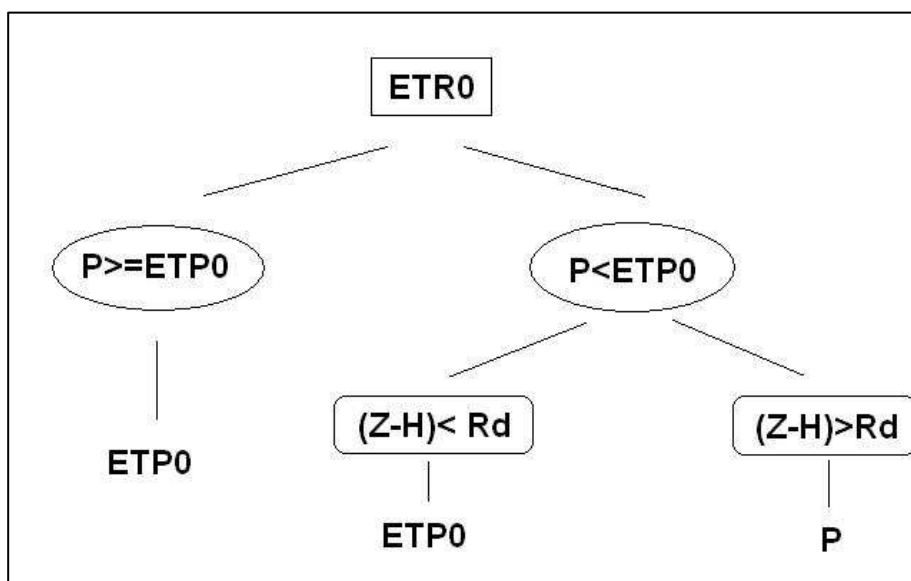 ETR0
P>=ETP0
P<ETP0
(Z-H)< Rd
(Z-H)>Rd
ETP0
ETP0
P